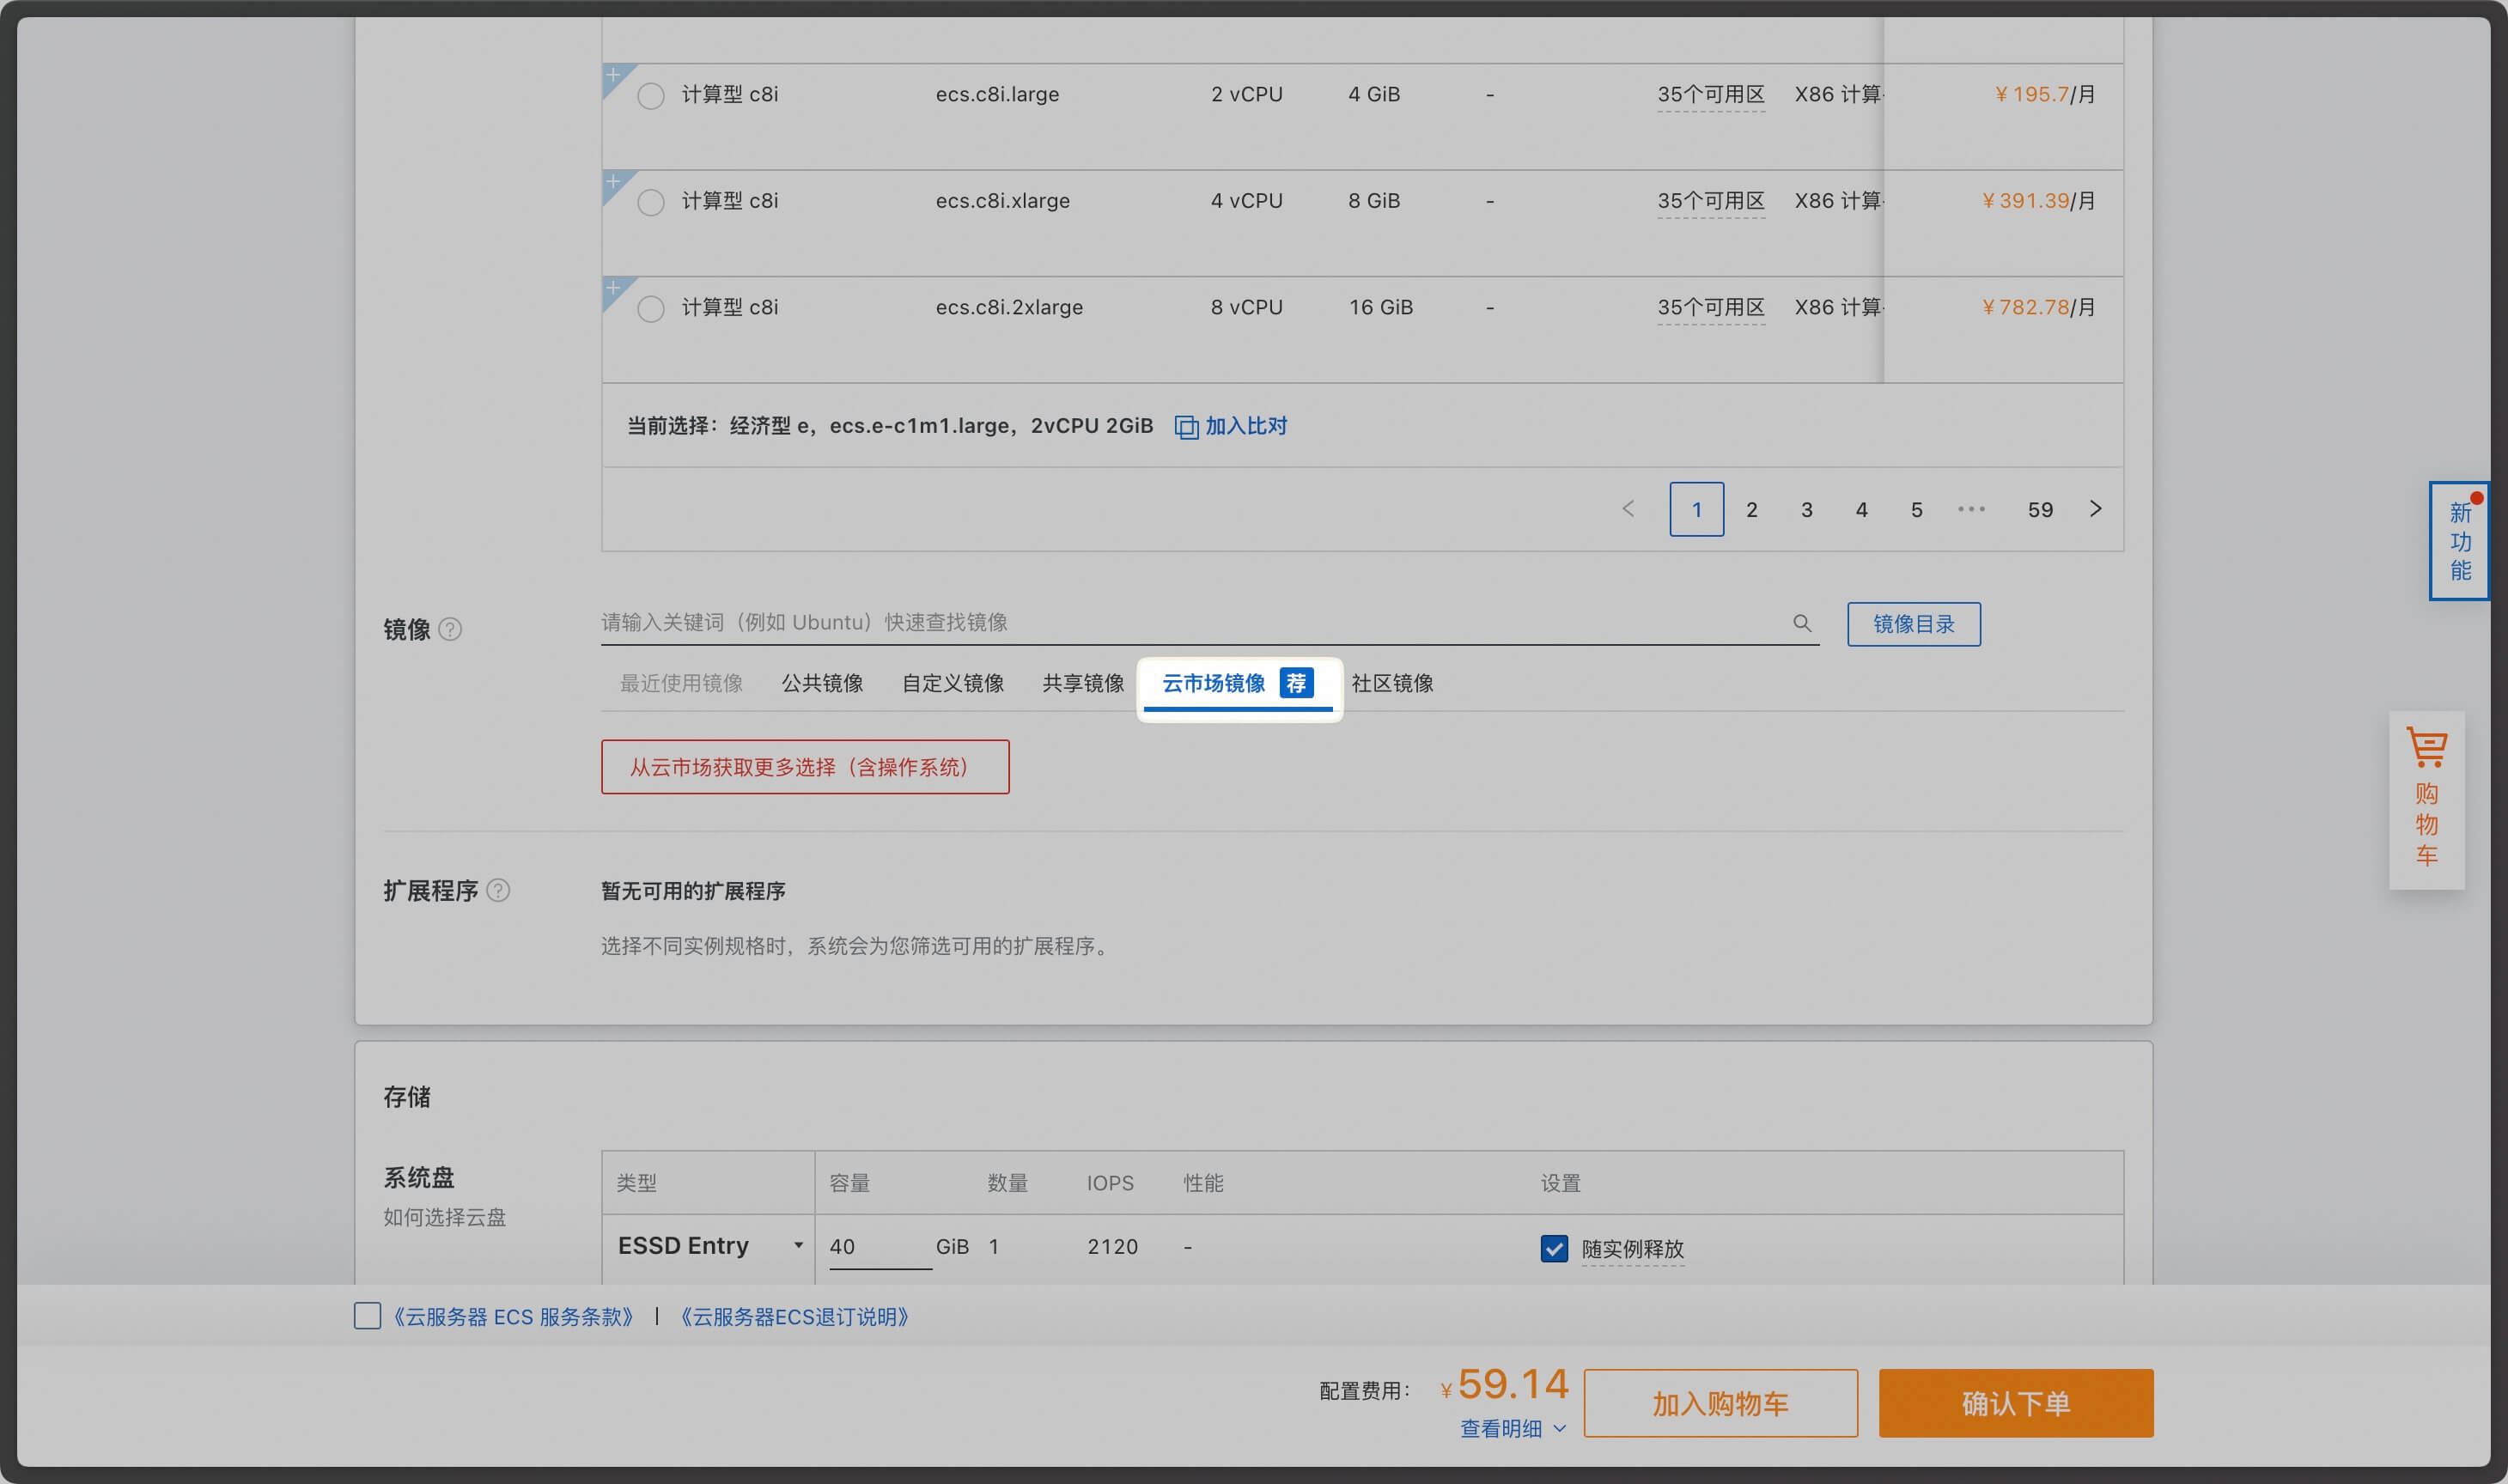 计算型 c8i ecs.c8i.large 2 vCPU 4 GiB - 35个可用区 X86 计算 ¥ 195.7/月
计算型 c8i ecs.c8i.xlarge 4 vCPU 8 GiB - 35个可用区 X86 计算 ¥ 391.39/月
计算型 c8i ecs.c8i.2xlarge 8 vCPU 16 GiB - 35个可用区 X86 计算 ¥ 782.78/月
当前选择：经济型 e，ecs.e-c1m1.large，2vCPU 2GiB 加入比对
< 1 2 3 4 5 ••• 59 >
新功能
镜像 ? 请输入关键词（例如 Ubuntu）快速查找镜像 镜像目录
最近使用镜像 公共镜像 自定义镜像 共享镜像 云市场镜像 荐 社区镜像
从云市场获取更多选择（含操作系统）
购物车
扩展程序 ? 暂无可用的扩展程序
选择不同实例规格时，系统会为您筛选可用的扩展程序。
存储
系统盘 类型 容量 数量 IOPS 性能 设置
如何选择云盘
ESSD Entry 40 GiB 1 2120 - 随实例释放
《云服务器 ECS 服务条款》 | 《云服务器ECS退订说明》
配置费用： ¥ 59.14 加入购物车 确认下单
查看明细